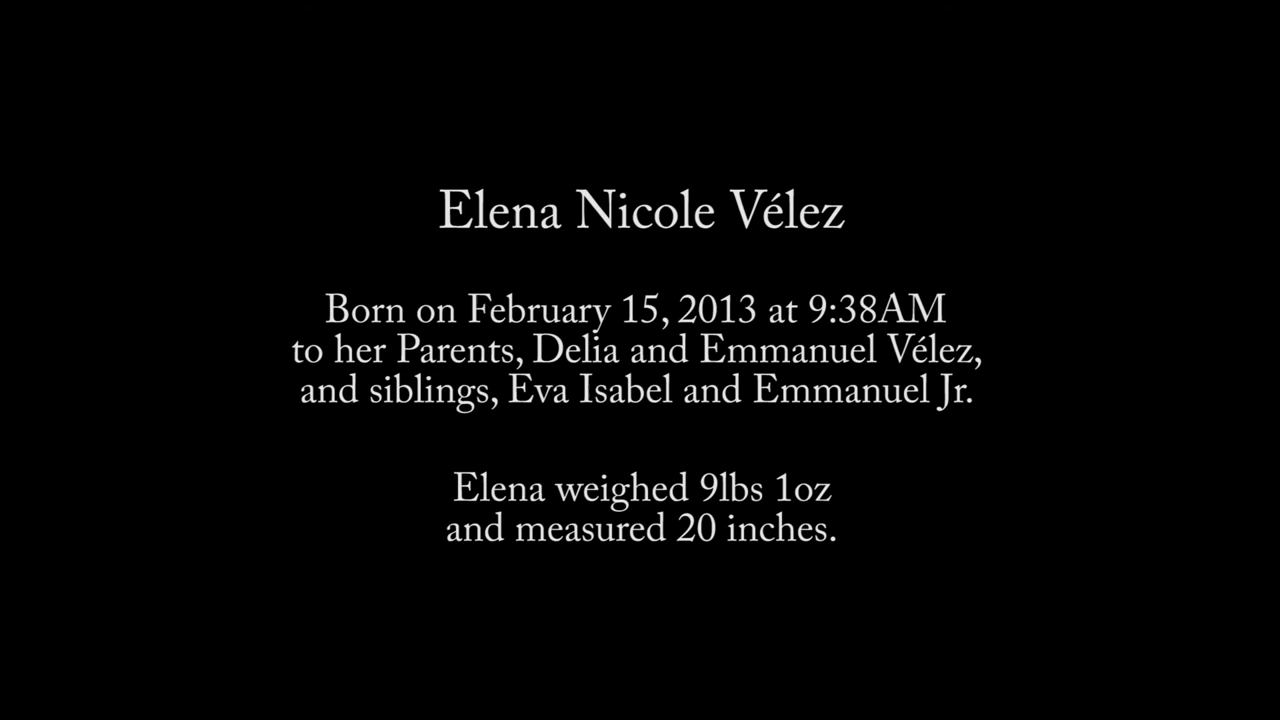 Elena Nicole Vélez
Born on February 15, 2013 at 9:38AM
to her Parents, Delia and Emmanuel Vélez,
and siblings, Eva Isabel and Emmanuel Jr.
Elena weighed 9lbs 1oz
and measured 20 inches.